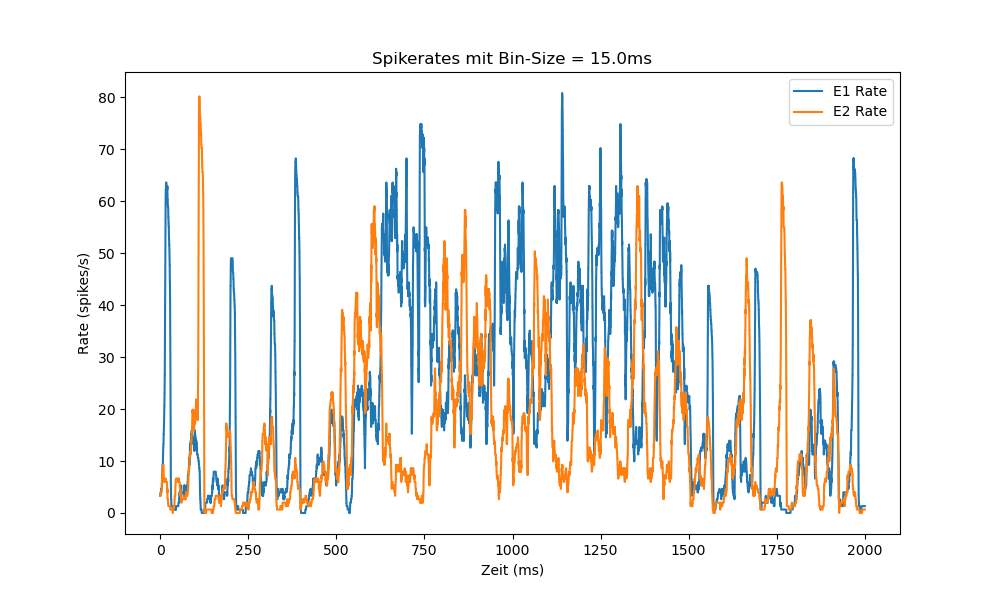 Spikerates mit Bin-Size = 15.0ms
E1 Rate
E2 Rate
80
70
60
50
40
30
20
10
0
Rate (spikes/s)
0 250 500 750 1000 1250 1500 1750 2000
Zeit (ms)